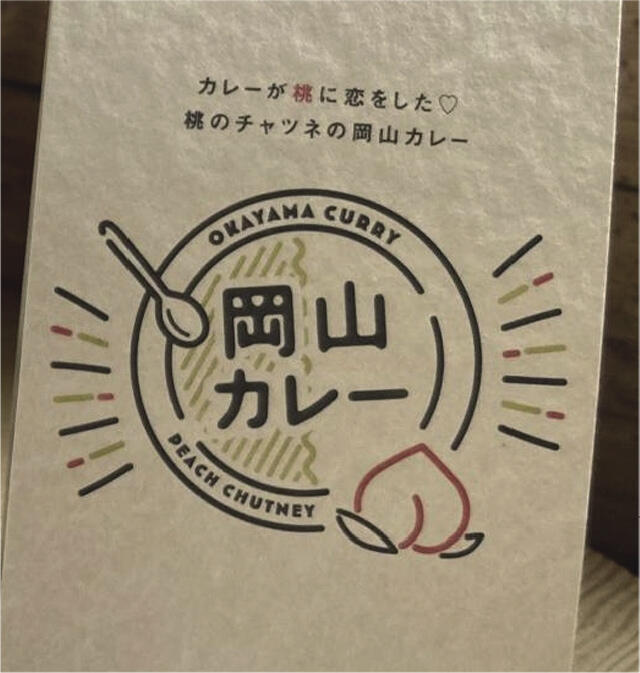 カレーが桃に恋をした♡
桃のチャツネの岡山カレー
OKAYAMA CURRY
岡山
カレー
PEACH CHUTNEY